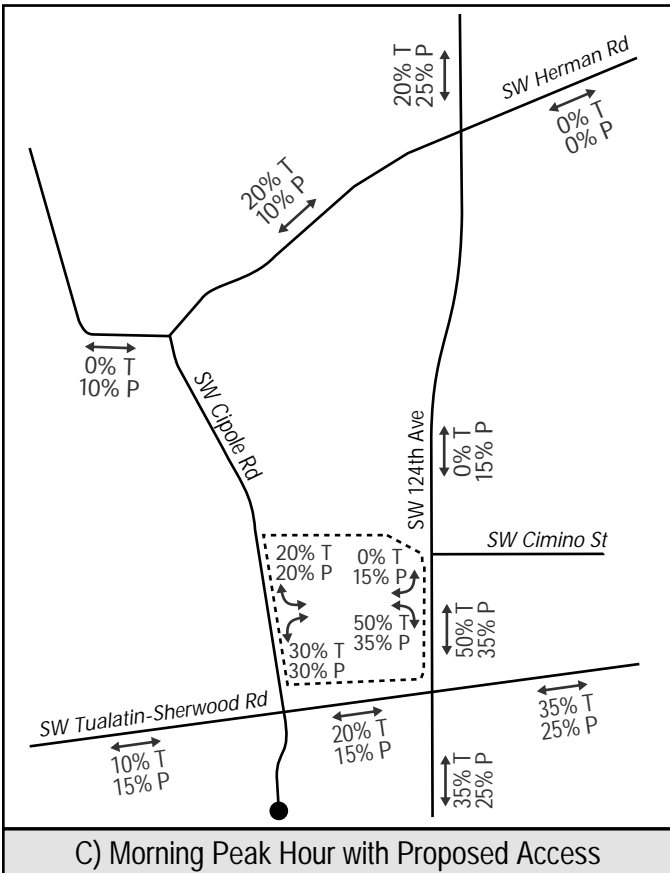 20% T
25% P
SW Herman Rd
0% T
0% P
20% T
10% P
0% T
10% P
SW Cipole Rd
SW 124th Ave
0% T
15% P
SW Cimino St
20% T
20% P
0% T
15% P
50% T
35% P
30% T
30% P
50% T
35% P
SW Tualatin-Sherwood Rd
10% T
15% P
20% T
15% P
35% T
25% P
35% T
25% P
C) Morning Peak Hour with Proposed Access